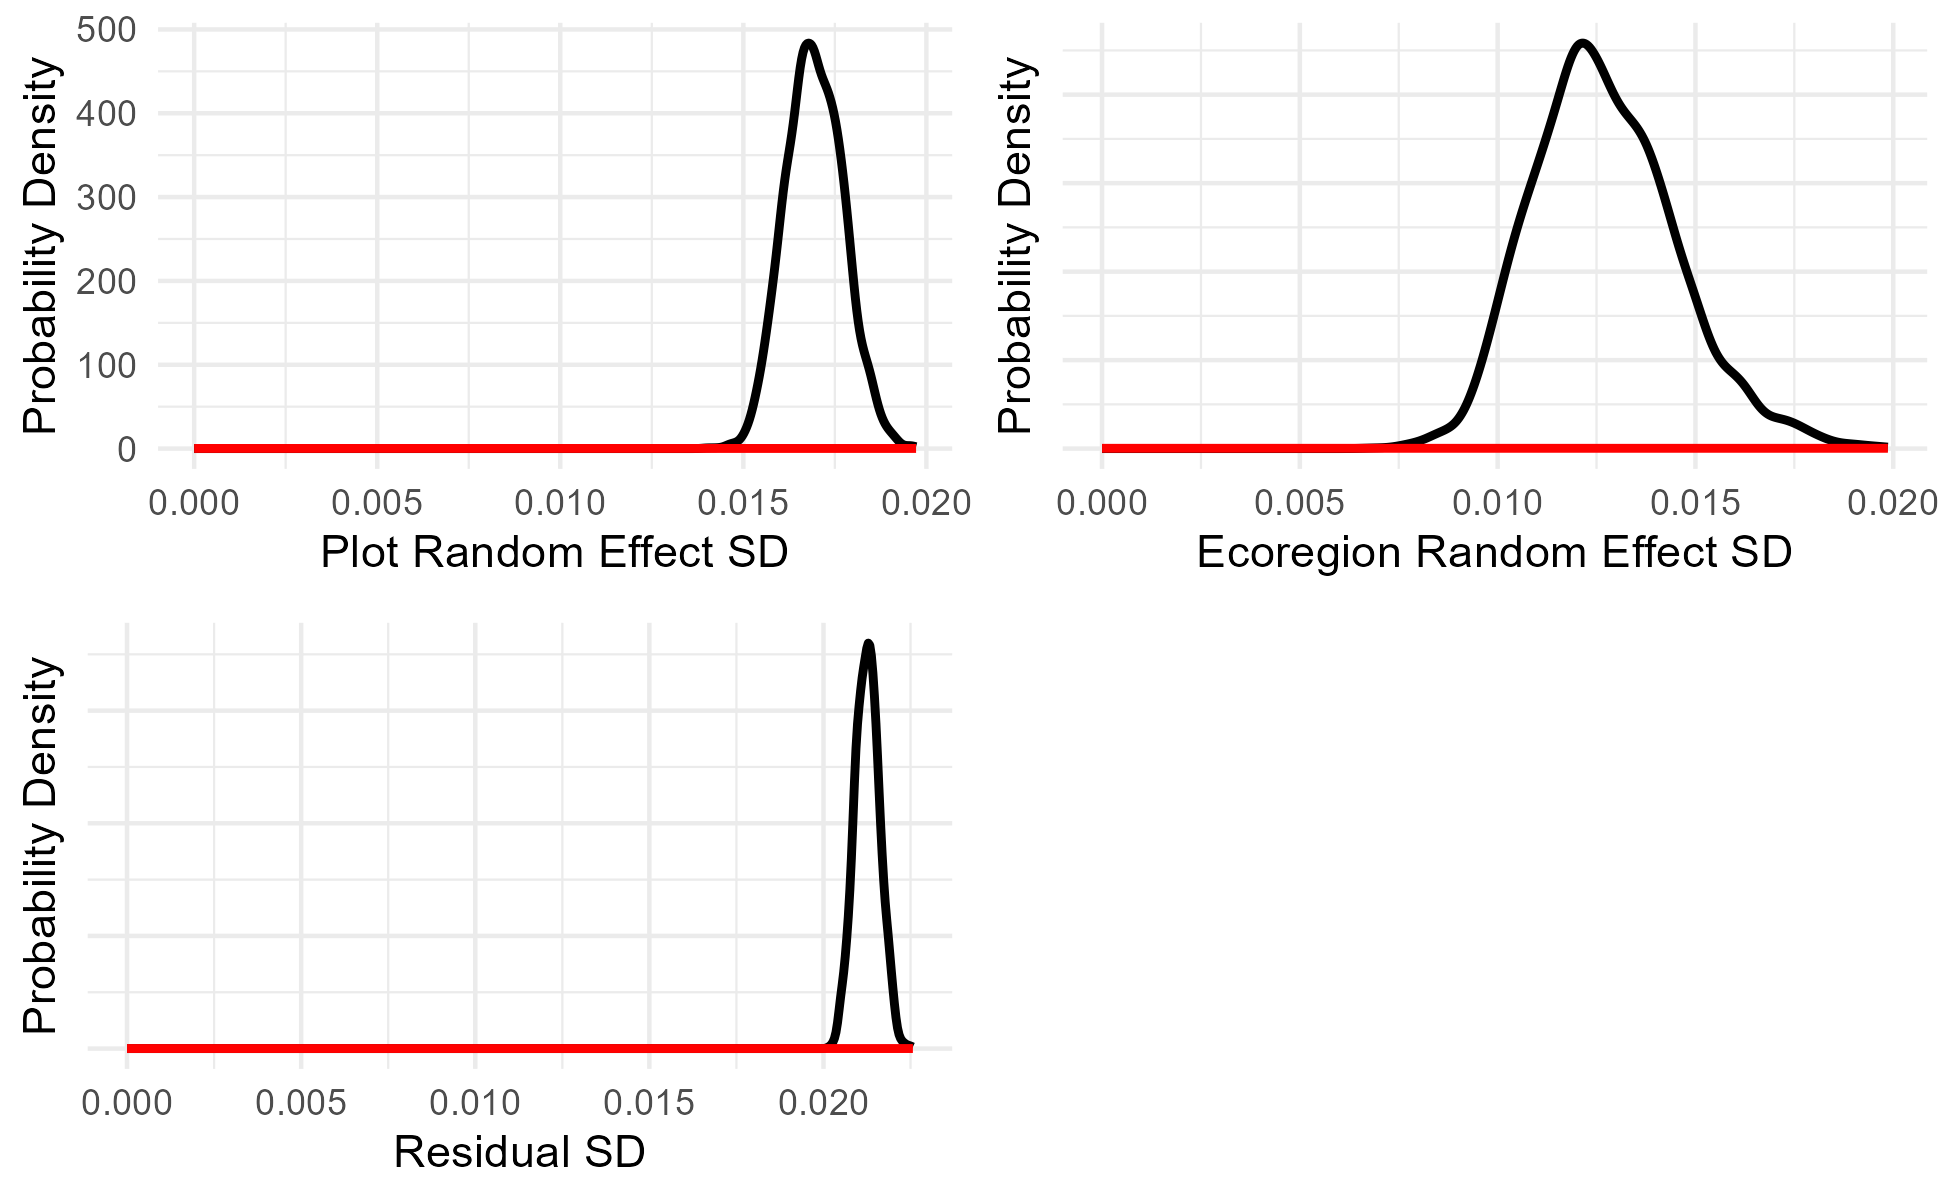 Probability Density
500
400
300
200
100
0
0.000 0.005 0.010 0.015 0.020
Plot Random Effect SD
Probability Density
0.000 0.005 0.010 0.015 0.020
Ecoregion Random Effect SD
Probability Density
0.000 0.005 0.010 0.015 0.020
Residual SD